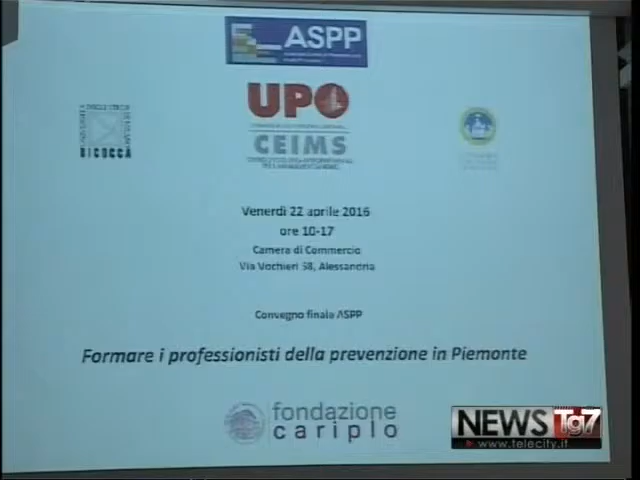 ASPP
UPO
CEIMS
BICOCCA
Venerdì 22 aprile 2016
ore 10-17
Camera di Commercio
Via Vochieri 58, Alessandria
Convegno finale ASPP
Formare i professionisti della prevenzione in Piemonte
fondazione
cariplo
NEWS Tg7
www.telecity.it